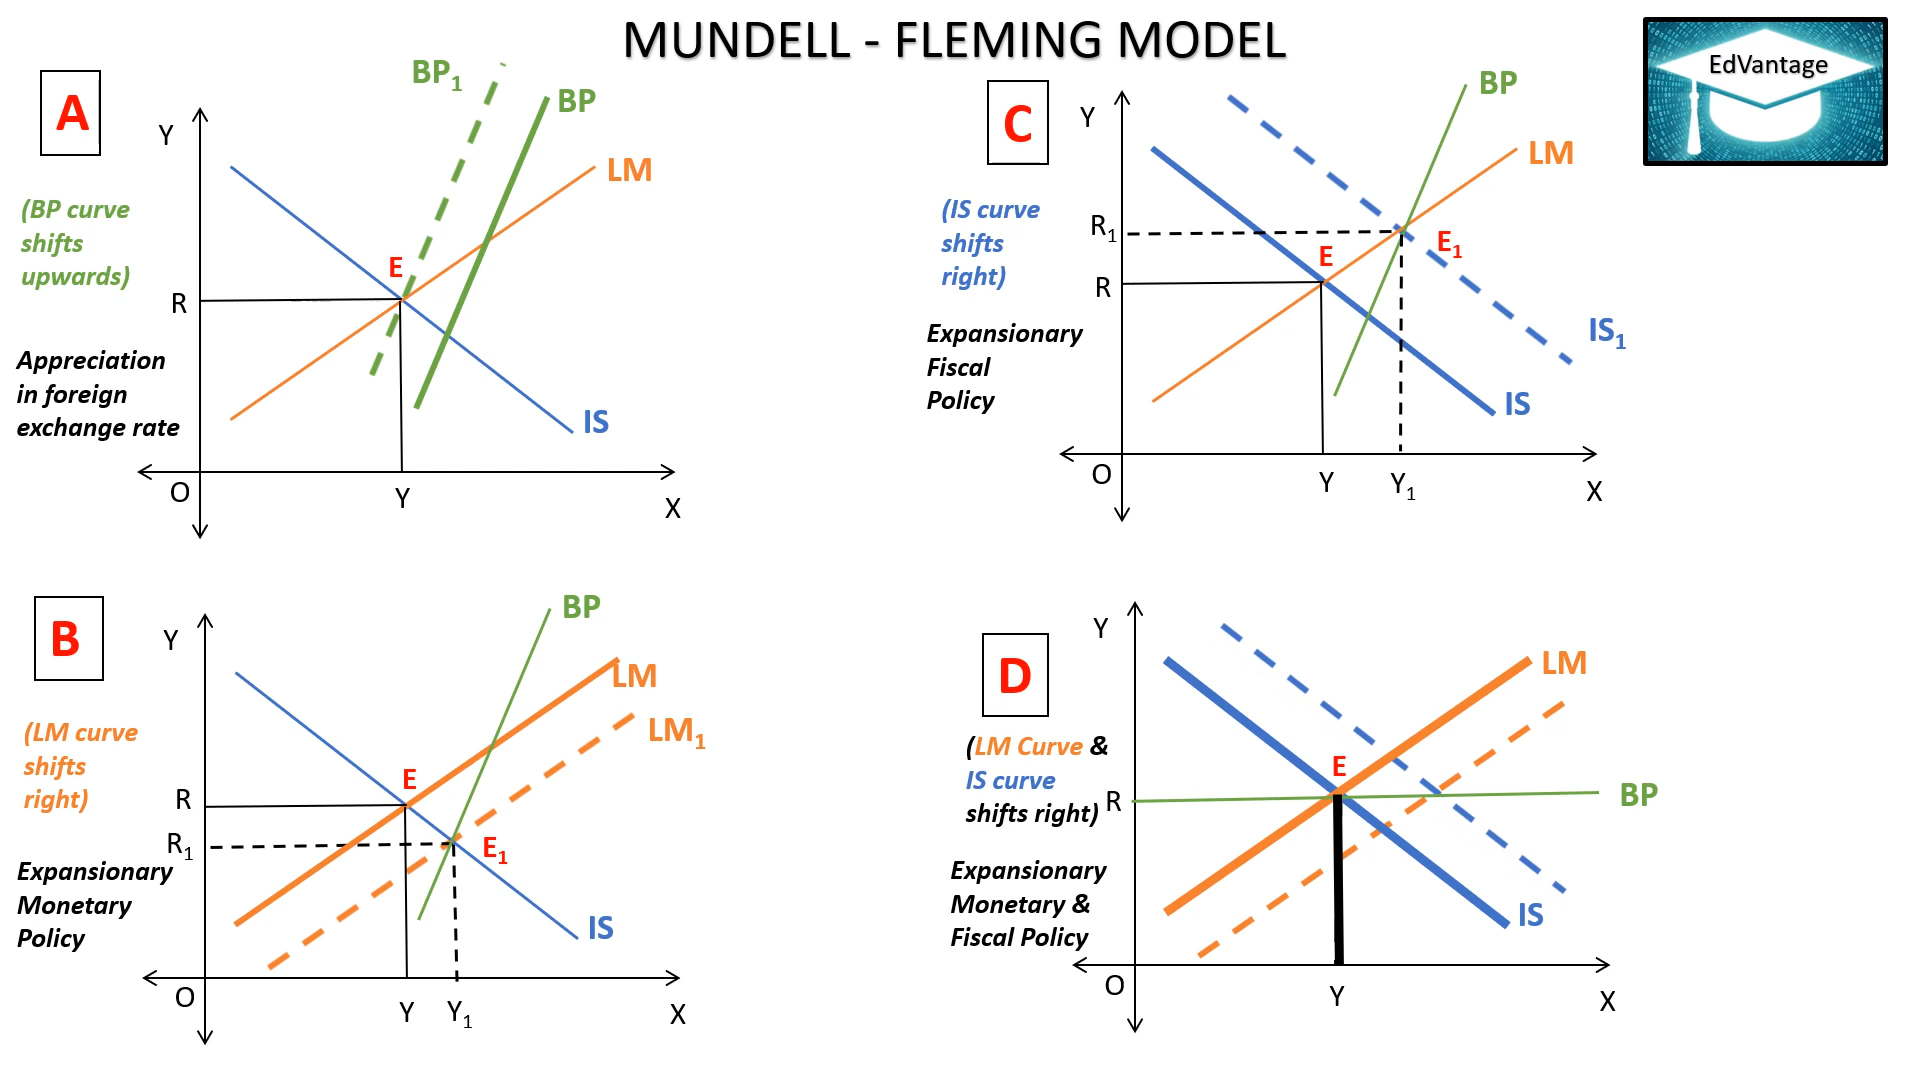 MUNDELL - FLEMING MODEL
EdVantage
A
(BP curve
shifts
upwards)
Appreciation
in foreign
exchange rate
Y
BP₁
BP
LM
E
R
IS
O
Y
X
C
(IS curve
shifts
right)
Expansionary
Fiscal
Policy
Y
BP
LM
R₁
E₁
E
R
IS₁
IS
O
Y
Y₁
X
B
(LM curve
shifts
right)
Expansionary
Monetary
Policy
Y
BP
LM
LM₁
E
R
R₁
E₁
IS
O
Y
Y₁
X
D
(LM Curve &
IS curve
shifts right)
Expansionary
Monetary &
Fiscal Policy
Y
LM
E
R
BP
IS
O
Y
X